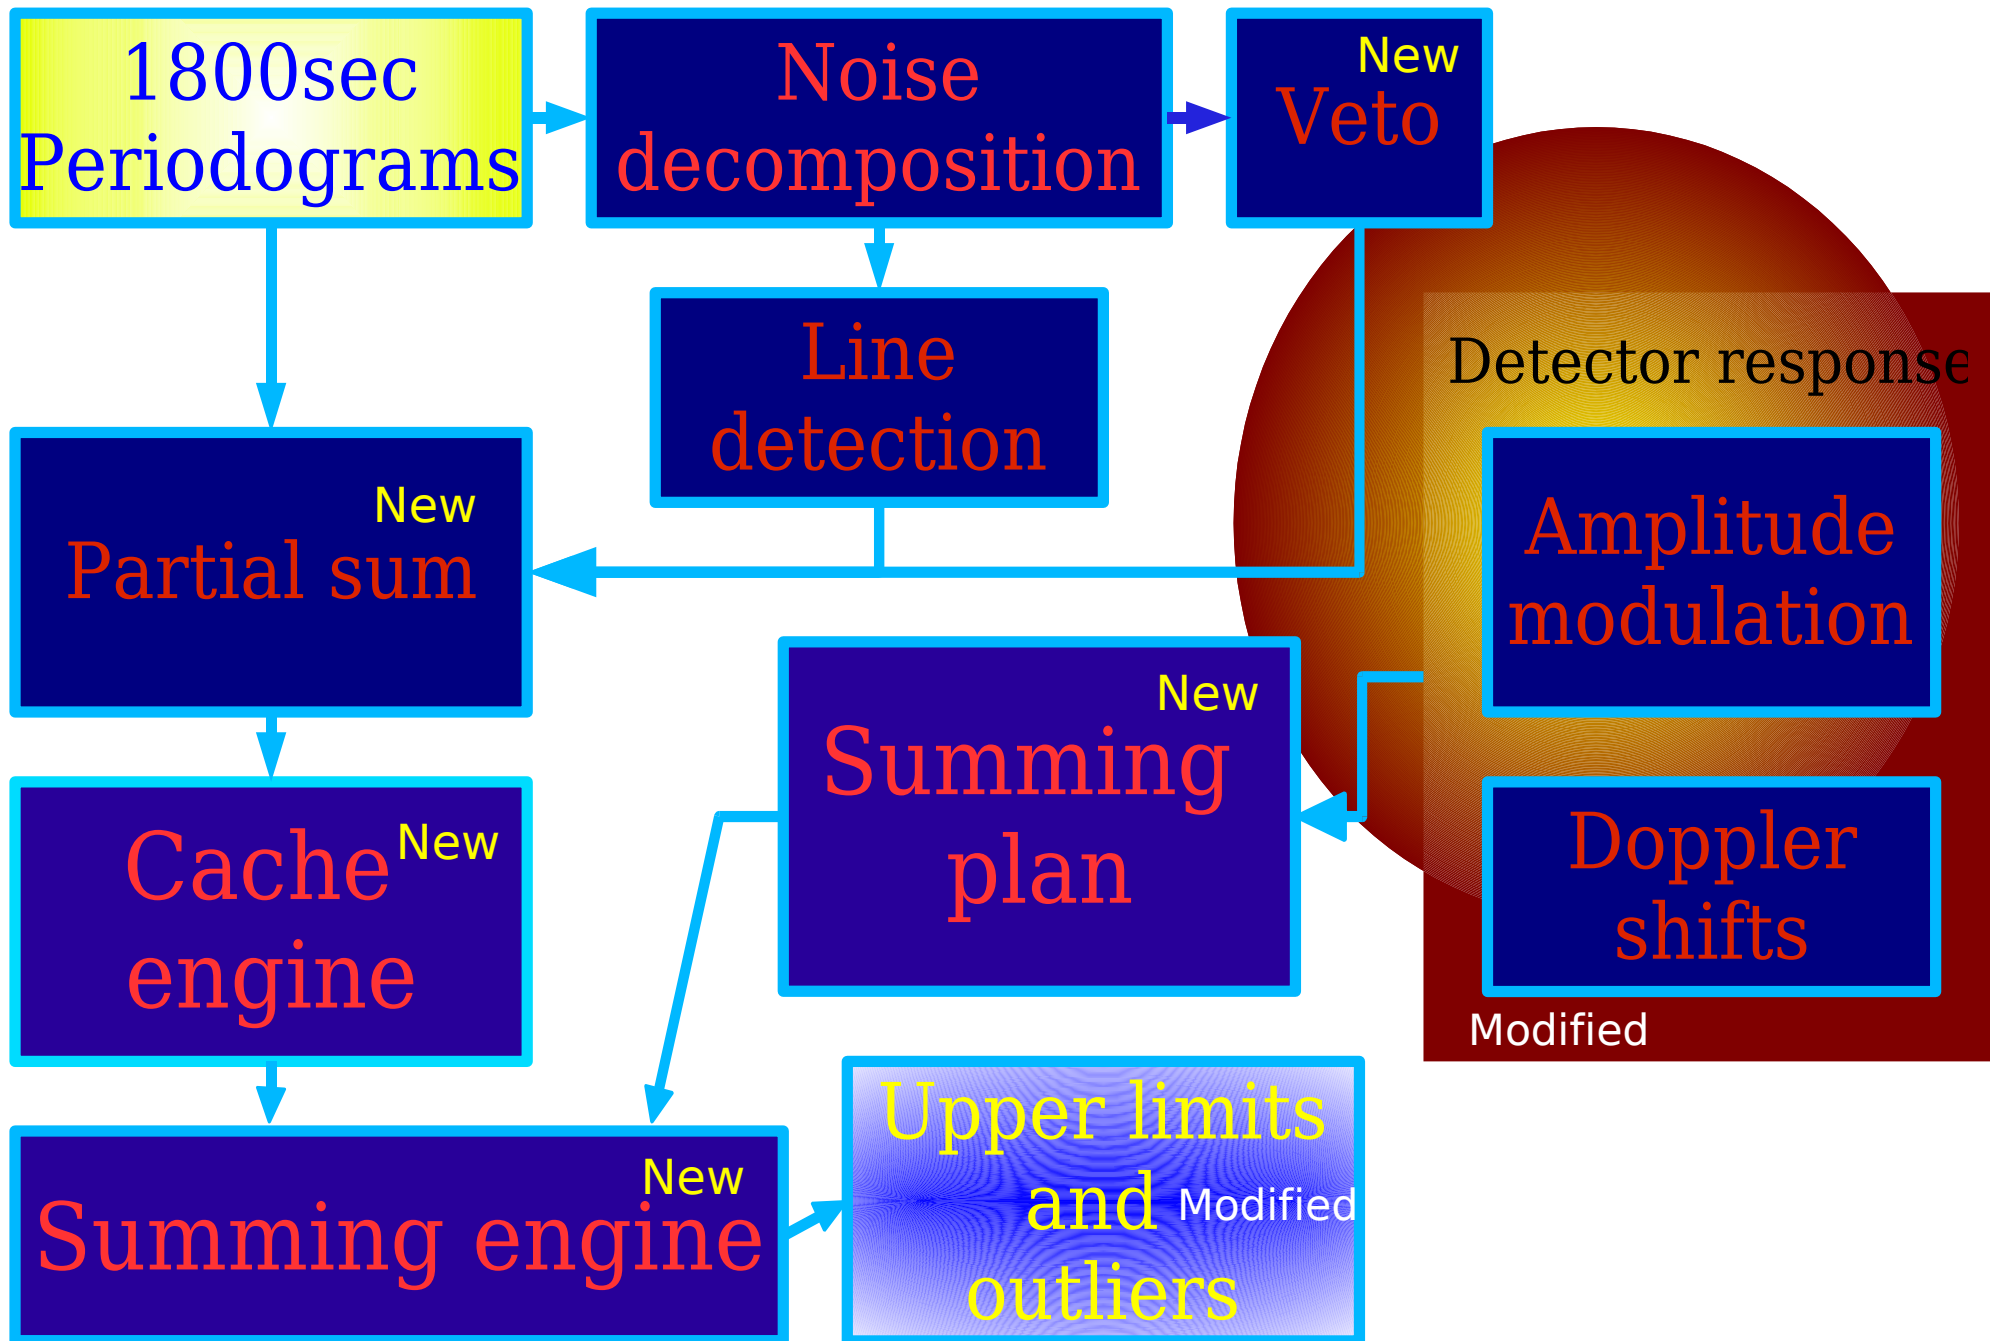 1800sec
Periodograms
Noise
decomposition
New
Veto
Line
detection
Detector response
New
Partial sum
Amplitude
modulation
New
Summing
plan
Cache New
engine
Doppler
shifts
Modified
New
Summing engine
Upper limits
and Modified
outliers